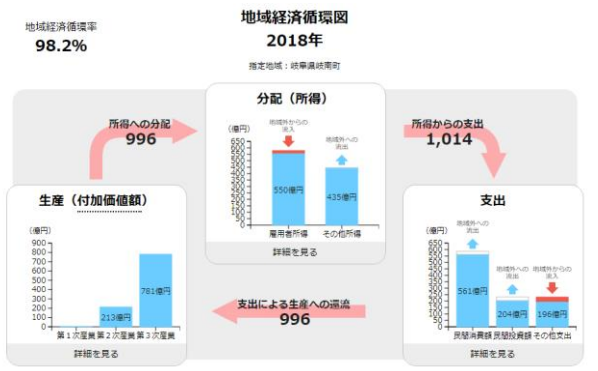 地域経済循環図
2018年
指定地域：岐阜県岐南町
地域経済循環率
98.2%
所得への分配
996
分配（所得）
（億円）
650
600
550
500
450
400
350
300
250
200
150
100
50
0
地域外からの
流入
地域外への
流出
550億円
435億円
雇用者所得 その他所得
詳細を見る
所得からの支出
1,014
生産（付加価値額）
（億円）
900
800
700
600
500
400
300
200
100
0
213億円
781億円
第１次産業 第２次産業 第３次産業
詳細を見る
支出による生産への還流
996
支出
（億円）
650
600
550
500
450
400
350
300
250
200
150
100
50
0
地域外への
流出
地域外への
流出
地域外からの
流入
561億円
204億円
196億円
民間消費額 民間投資額 その他支出
詳細を見る